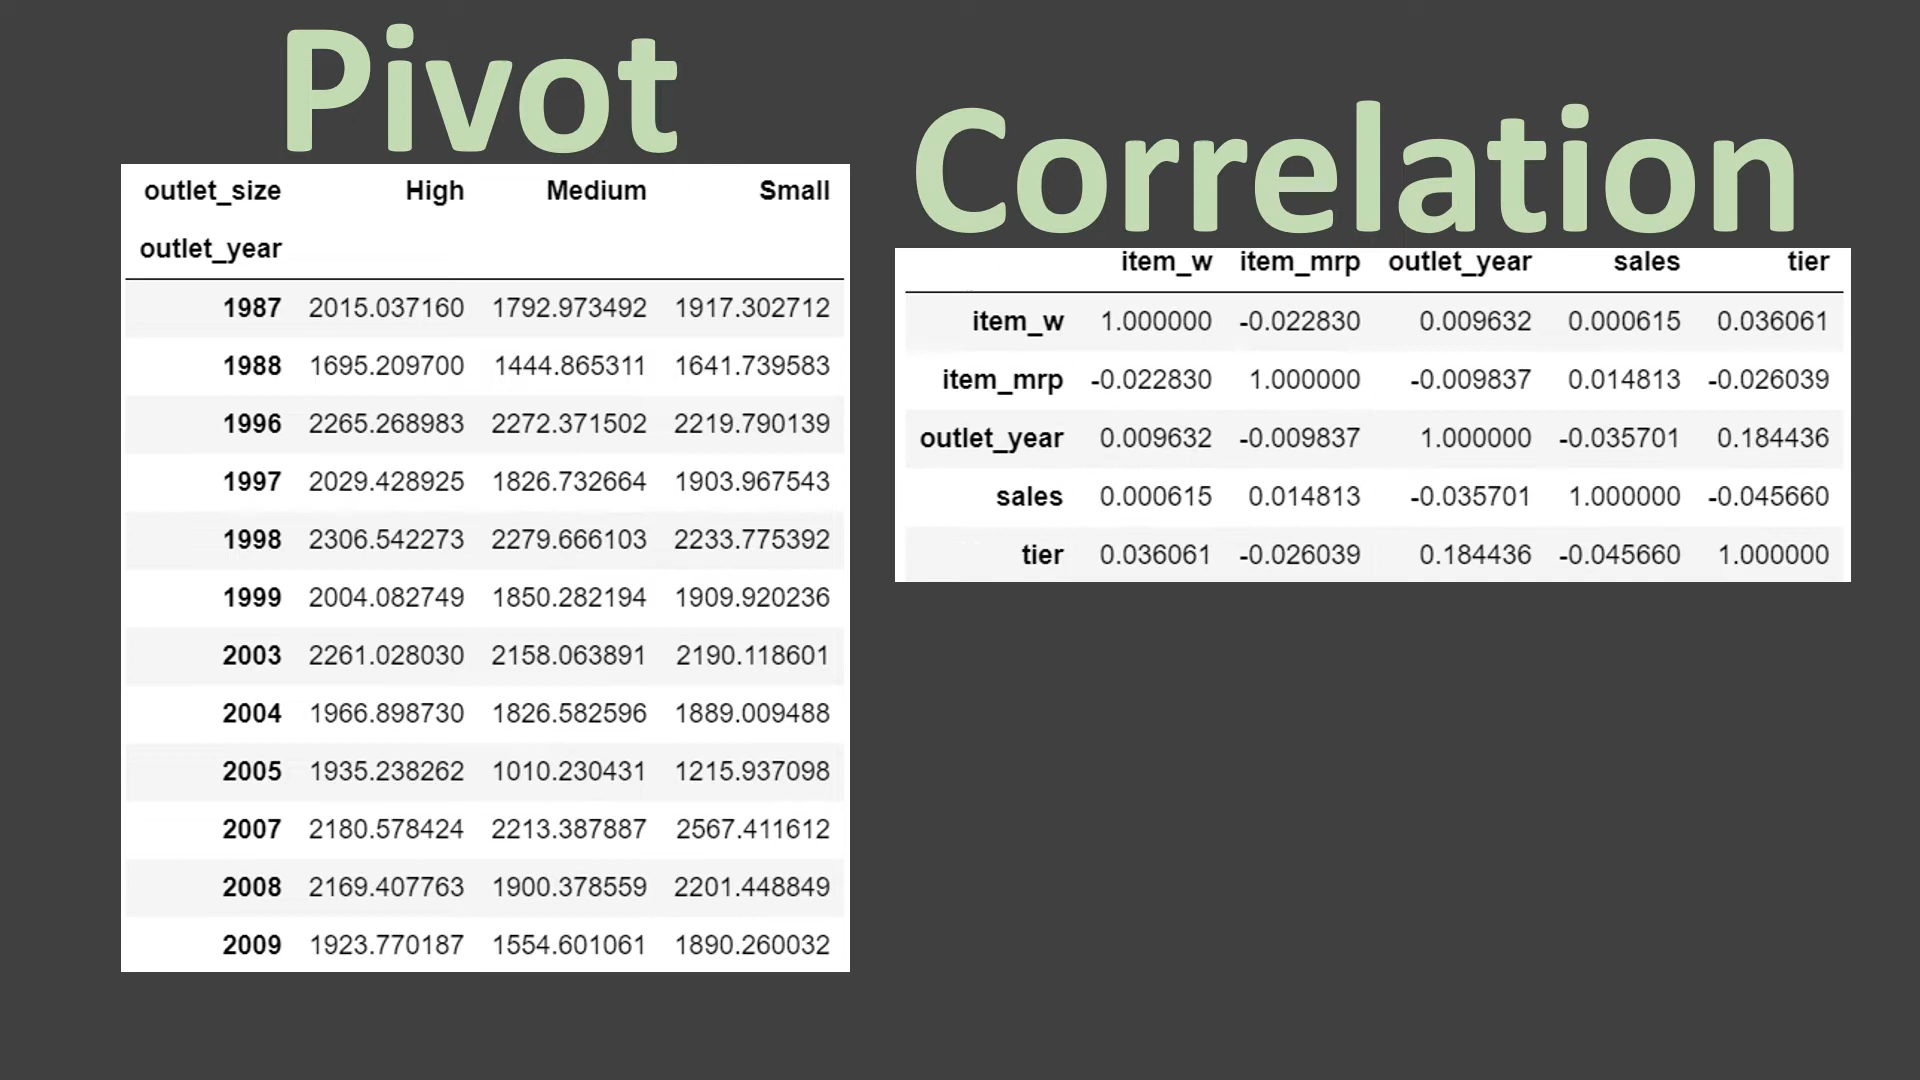 Pivot
outlet_size High Medium Small
outlet_year
1987 2015.037160 1792.973492 1917.302712
1988 1695.209700 1444.865311 1641.739583
1996 2265.268983 2272.371502 2219.790139
1997 2029.428925 1826.732664 1903.967543
1998 2306.542273 2279.666103 2233.775392
1999 2004.082749 1850.282194 1909.920236
2003 2261.028030 2158.063891 2190.118601
2004 1966.898730 1826.582596 1889.009488
2005 1935.238262 1010.230431 1215.937098
2007 2180.578424 2213.387887 2567.411612
2008 2169.407763 1900.378559 2201.448849
2009 1923.770187 1554.601061 1890.260032
Correlation
item_w item_mrp outlet_year sales tier
item_w 1.000000 -0.022830 0.009632 0.000615 0.036061
item_mrp -0.022830 1.000000 -0.009837 0.014813 -0.026039
outlet_year 0.009632 -0.009837 1.000000 -0.035701 0.184436
sales 0.000615 0.014813 -0.035701 1.000000 -0.045660
tier 0.036061 -0.026039 0.184436 -0.045660 1.000000